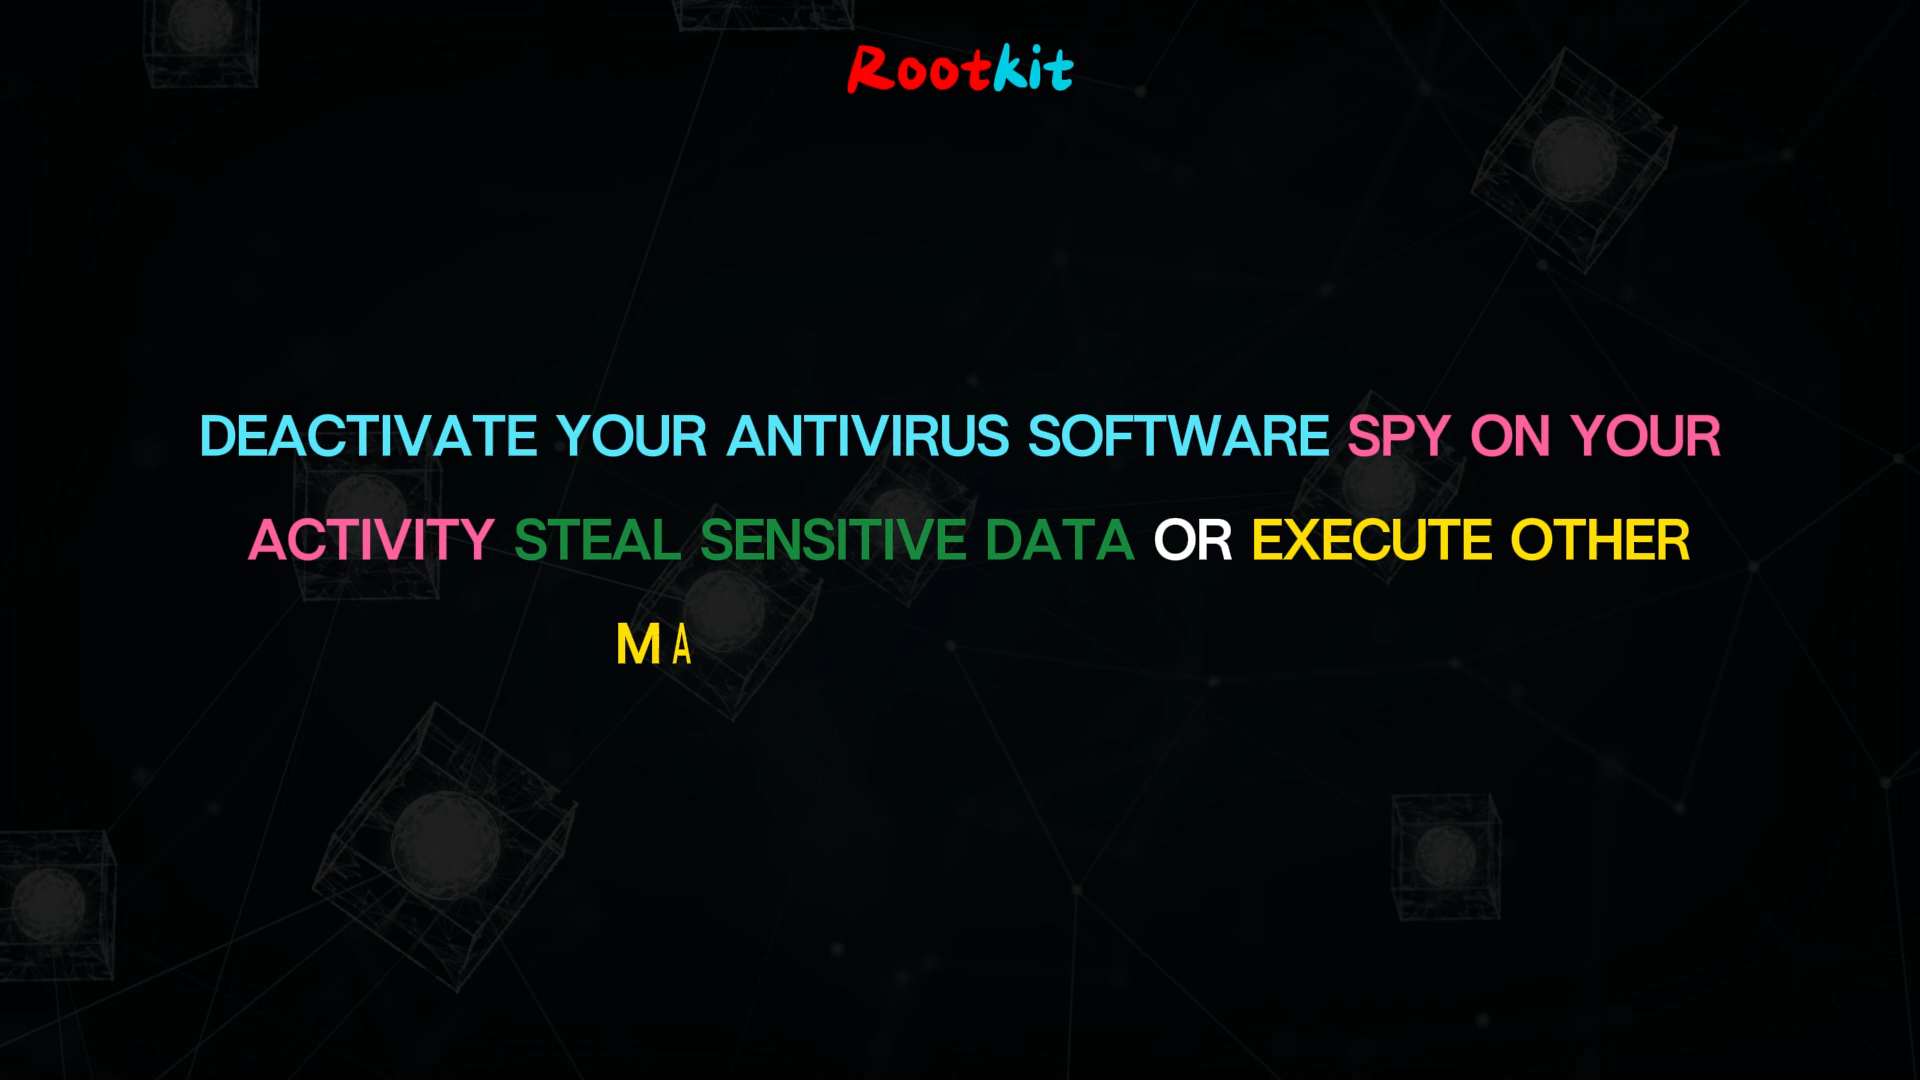 Rootkit
DEACTIVATE YOUR ANTIVIRUS SOFTWARE SPY ON YOUR
ACTIVITY STEAL SENSITIVE DATA OR EXECUTE OTHER
MA